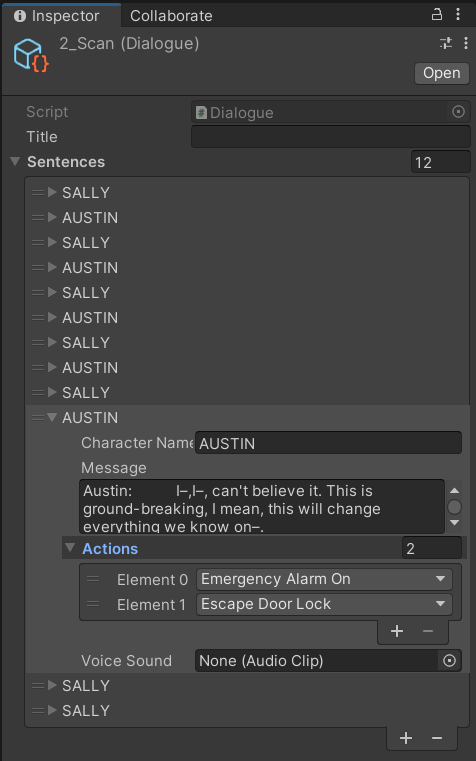 Inspector Collaborate
2_Scan (Dialogue)
Open
Script Dialogue
Title
Sentences 12
SALLY
AUSTIN
SALLY
AUSTIN
SALLY
AUSTIN
SALLY
AUSTIN
SALLY
AUSTIN
Character Name AUSTIN
Message
Austin: I–,I–, can't believe it. This is
ground-breaking, I mean, this will change
everything we know on–.
Actions 2
Element 0 Emergency Alarm On
Element 1 Escape Door Lock
Voice Sound None (Audio Clip)
SALLY
SALLY